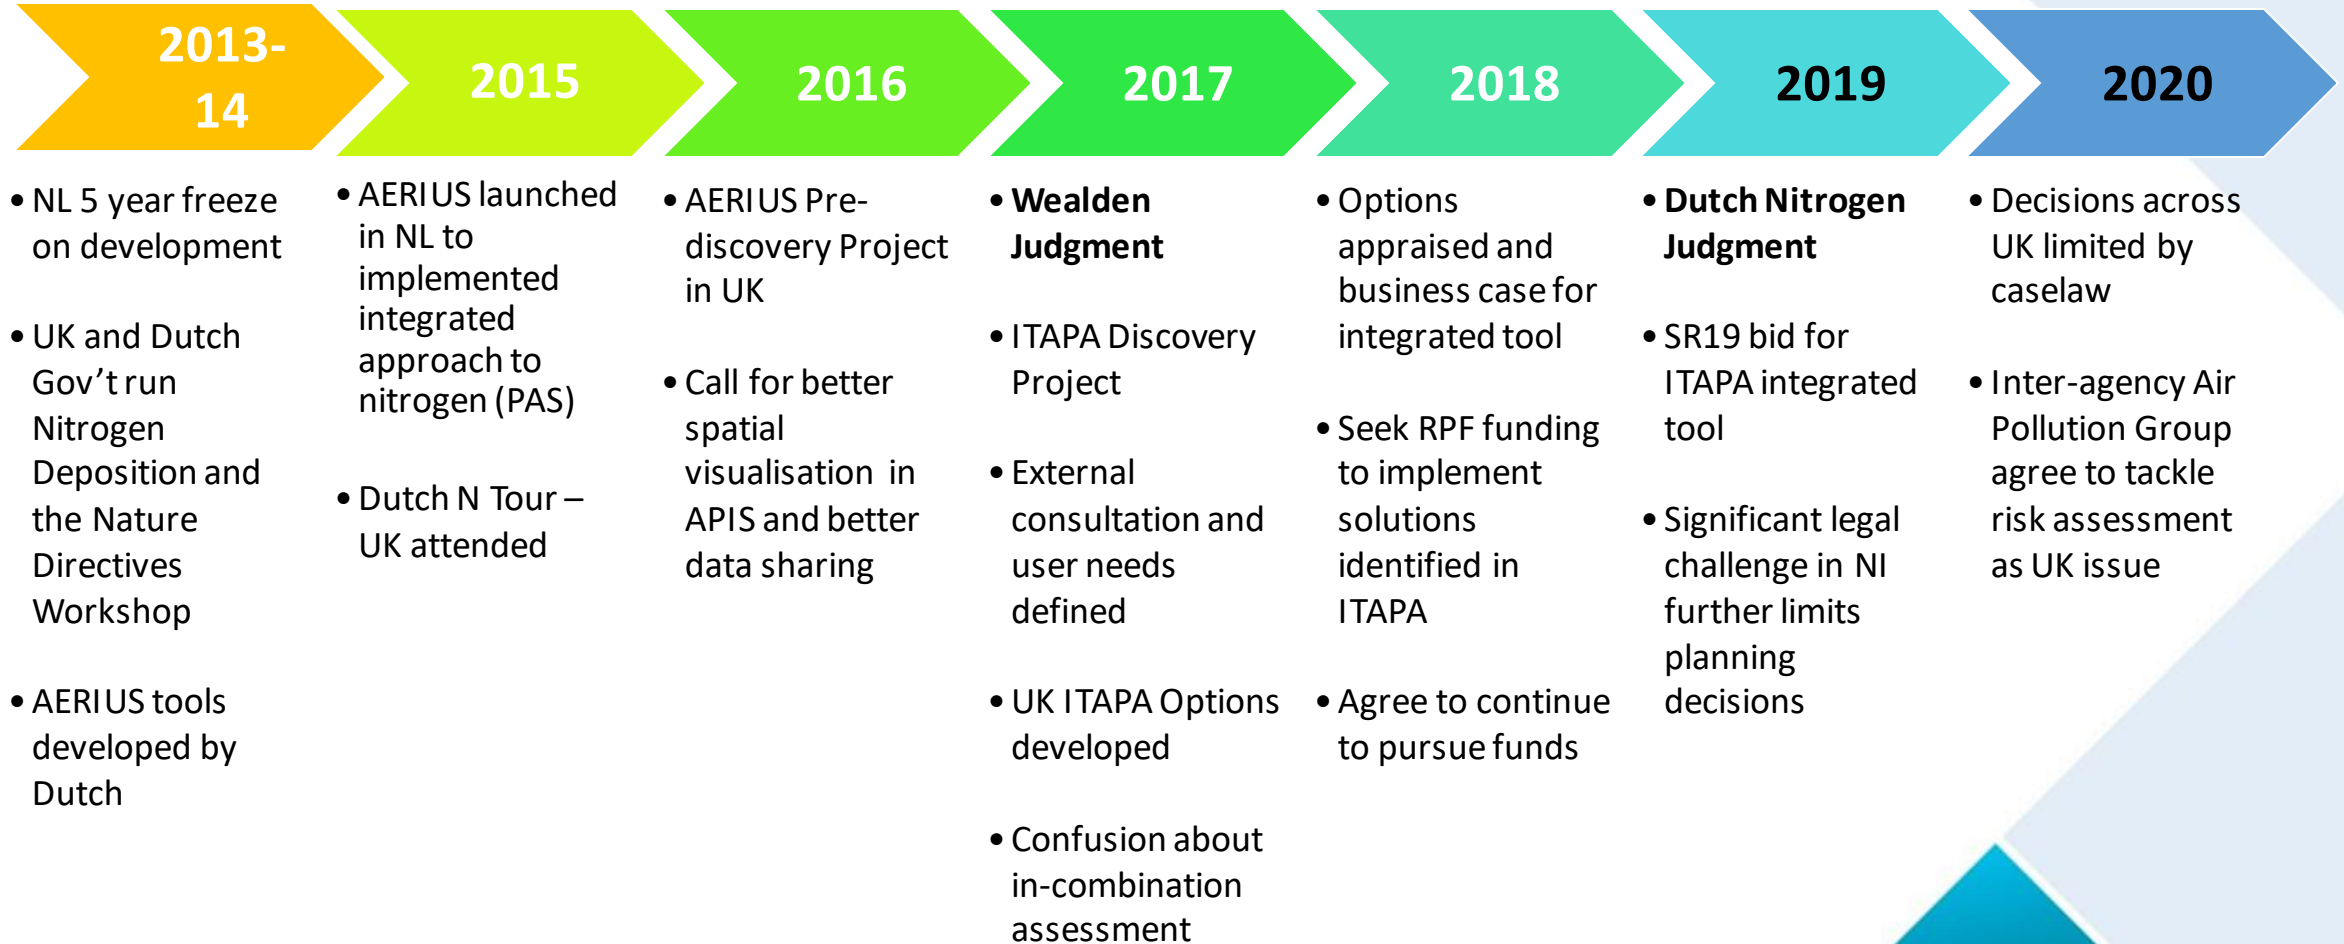 2013-
14
2015
2016
2017
2018
2019
2020
• NL 5 year freeze
on development
• UK and Dutch
Gov’t run
Nitrogen
Deposition and
the Nature
Directives
Workshop
• AERIUS tools
developed by
Dutch
• AERIUS launched
in NL to
implemented
integrated
approach to
nitrogen (PAS)
• Dutch N Tour –
UK attended
• AERIUS Pre-
discovery Project
in UK
• Call for better
spatial
visualisation in
APIS and better
data sharing
• Wealden
Judgment
• ITAPA Discovery
Project
• External
consultation and
user needs
defined
• UK ITAPA Options
developed
• Confusion about
in-combination
assessment
• Options
appraised and
business case for
integrated tool
• Seek RPF funding
to implement
solutions
identified in
ITAPA
• Agree to continue
to pursue funds
• Dutch Nitrogen
Judgment
• SR19 bid for
ITAPA integrated
tool
• Significant legal
challenge in NI
further limits
planning
decisions
• Decisions across
UK limited by
caselaw
• Inter-agency Air
Pollution Group
agree to tackle
risk assessment
as UK issue